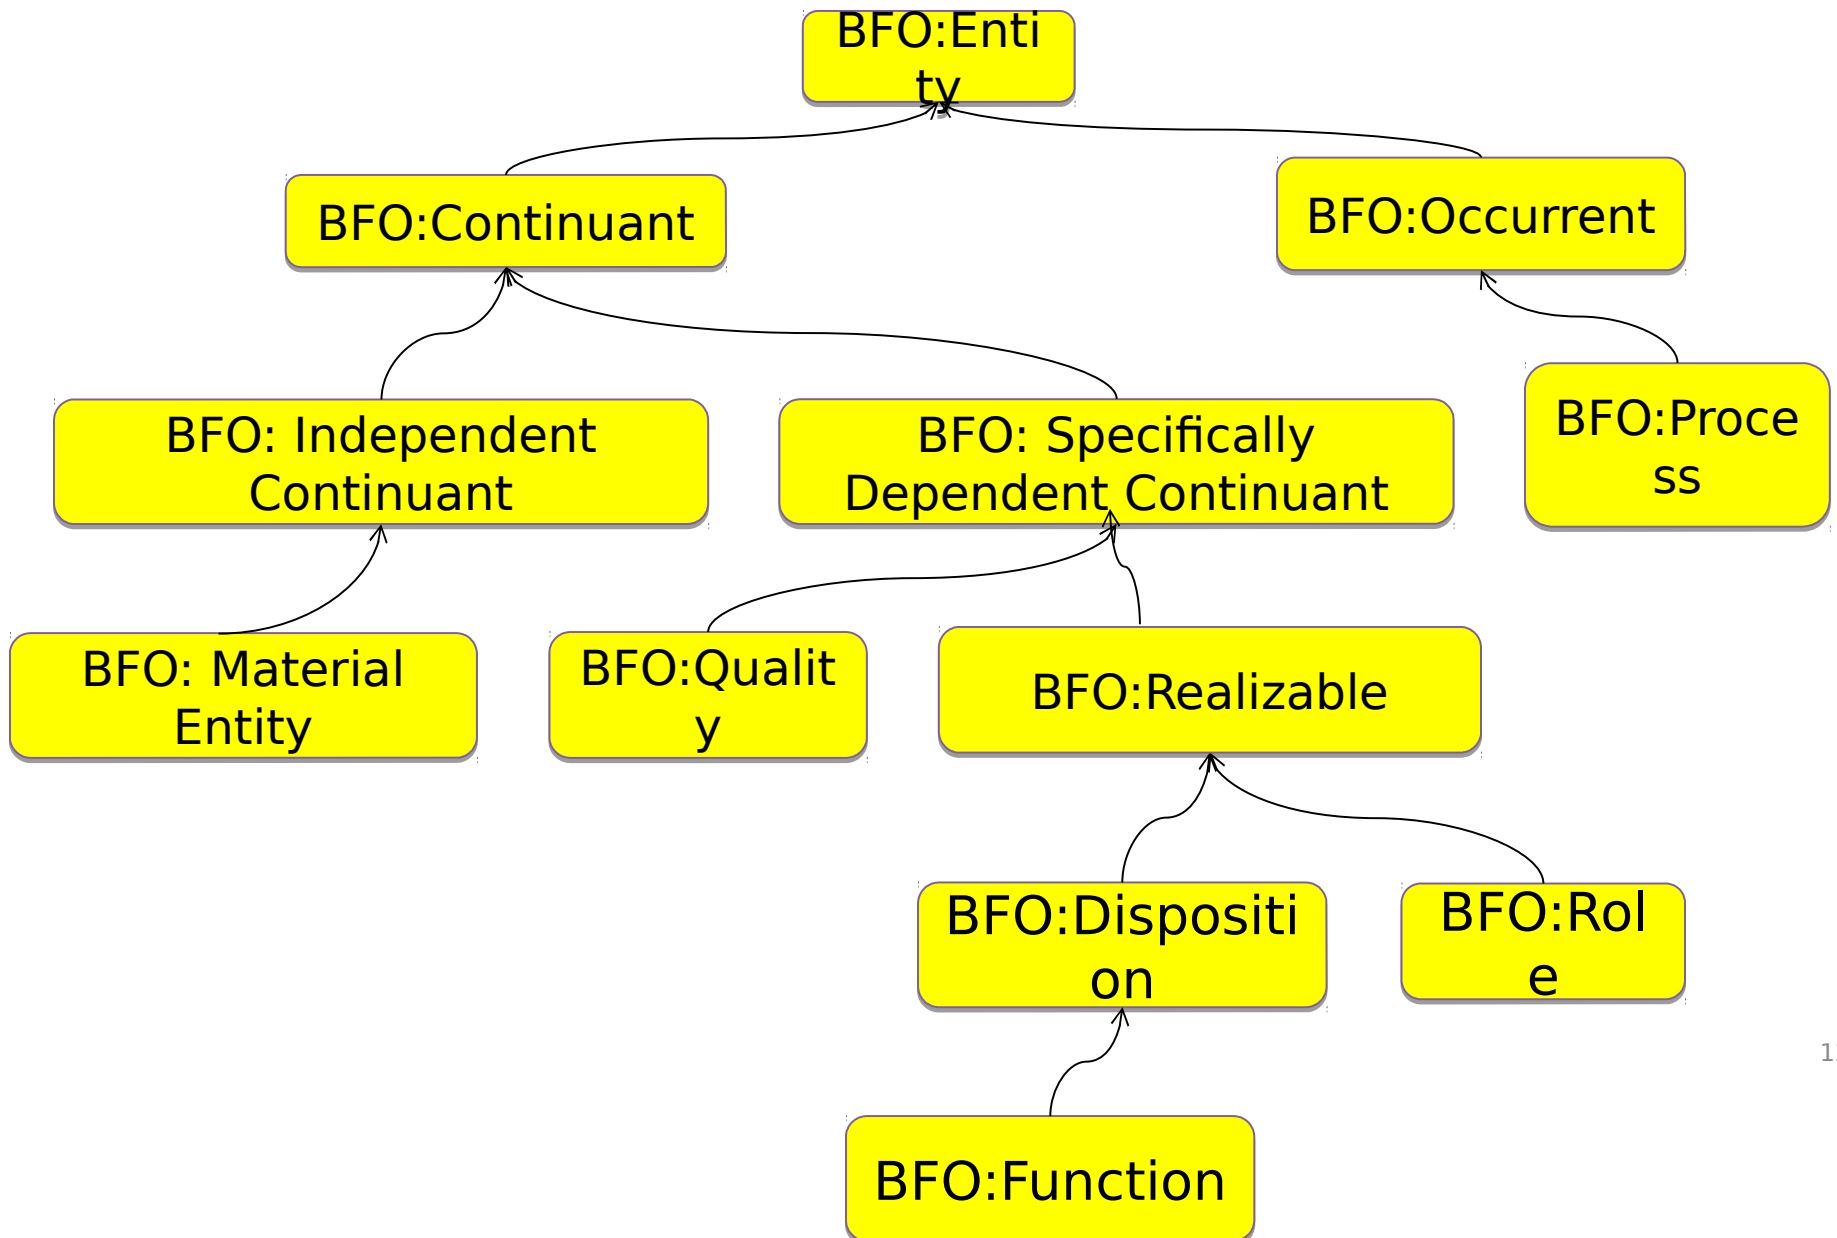 BFO:Enti
ty
BFO:Continuant
BFO:Occurrent
BFO: Independent
Continuant
BFO: Specifically
Dependent Continuant
BFO:Proce
ss
BFO: Material
Entity
BFO:Qualit
y
BFO:Realizable
BFO:Dispositi
on
BFO:Rol
e
BFO:Function